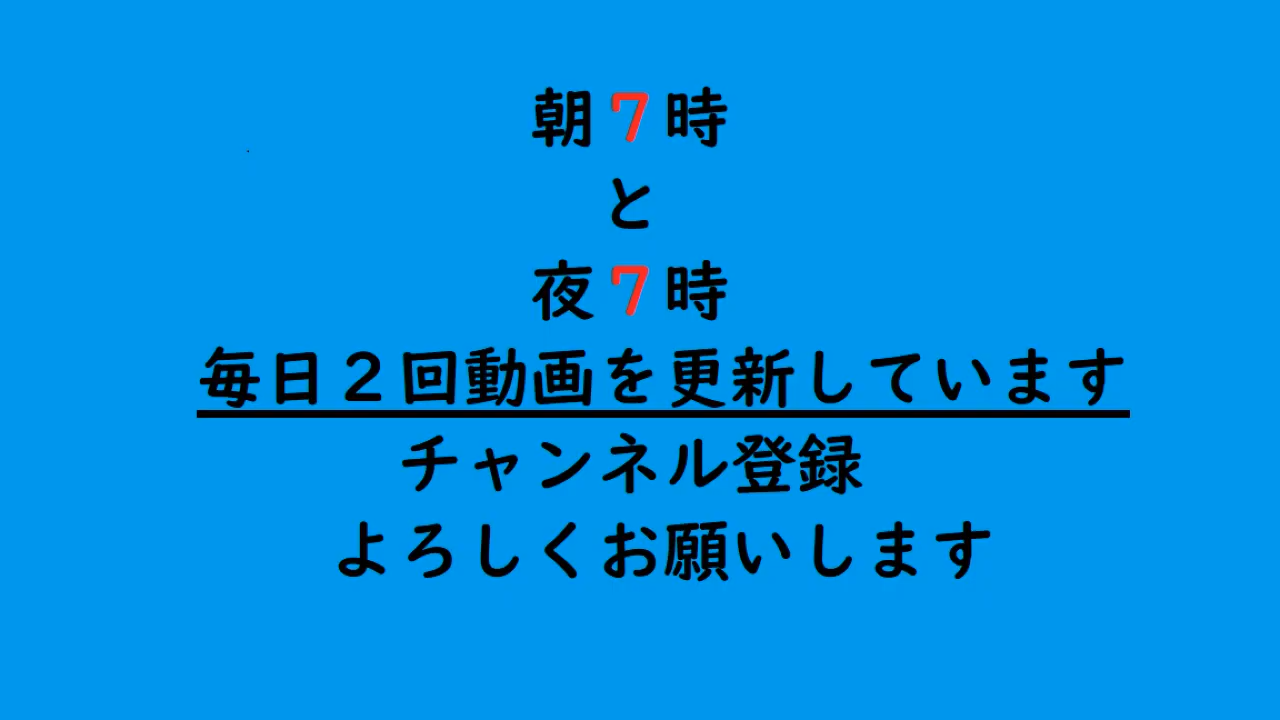 朝７時
と
夜７時
毎日２回動画を更新しています
チャンネル登録
よろしくお願いします